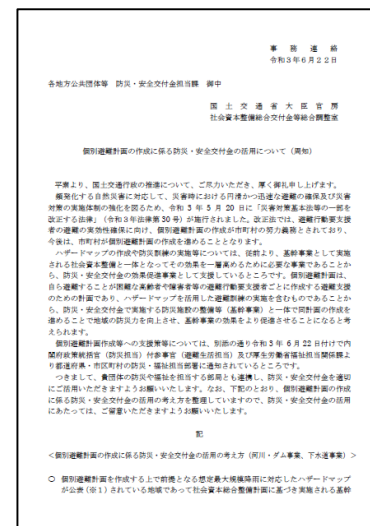 事務連絡
令和3年6月22日
各地方公共団体等 防災・安全交付金担当課 御中
国土交通省大臣官房
社会資本整備総合交付金等総合調整室
個別避難計画の作成に係る防災・安全交付金の活用について(周知)
平素より、国土交通行政の推進について、ご尽力いただき、厚く御礼申し上げます。
頻発化する自然災害に対し、災害時における円滑かつ迅速な避難の確保及び災害
対策の実施体制の強化を図るため、令和3年5月20日に「災害対策基本法等の一部を
改正する法律」(令和3年法律第30号)が施行されました。改正法では、避難行動要支援
者の避難の実効性確保に向け、個別避難計画の作成が市町村の努力義務とされており、
今後は、市町村が個別避難計画の作成を進めることとなります。
ハザードマップの作成や防災訓練の実施等については、従前より、基幹事業として実施
される社会資本整備と一体となってその効果を一層高めるために必要な事業であることか
ら、防災・安全交付金の効果促進事業として支援しているところです。個別避難計画は、
自ら避難することが困難な高齢者や障害者等の避難行動要支援者ごとに作成する避難支援
のための計画であり、ハザードマップを活用した避難訓練の実施を含むものであることか
ら、防災・安全交付金で実施する防災施設の整備等(基幹事業)と一体で同計画の作成を
進めることで地域の防災力を向上させ、基幹事業の効果をより促進させることになると考
えられます。
個別避難計画作成等への支援策等については、別添の通り令和3年6月22日付けで内
閣府政策統括官(防災担当)付参事官(避難生活担当)及び厚生労働省福祉担当関係課よ
り都道府県・市区町村の防災・福祉担当部署に通知されているところです。
つきまして、貴団体の防災や福祉を担当する部局とも連携し、防災・安全交付金を適切
にご活用いただきますようお願いします。なお、下記のとおり、個別避難計画の作成
に係る防災・安全交付金の活用の考え方を整理していますので、防災・安全交付金の活用
にあたっては、ご留意いただきますようお願いいたします。
記
<個別避難計画の作成に係る防災・安全交付金の活用の考え方(河川・ダム事業、下水道事業)>
○ 個別避難計画を作成する上で前提となる想定最大規模降雨に対応したハザードマップ
が公表(※1)されている地域であって社会資本総合整備計画に基づき実施される基幹